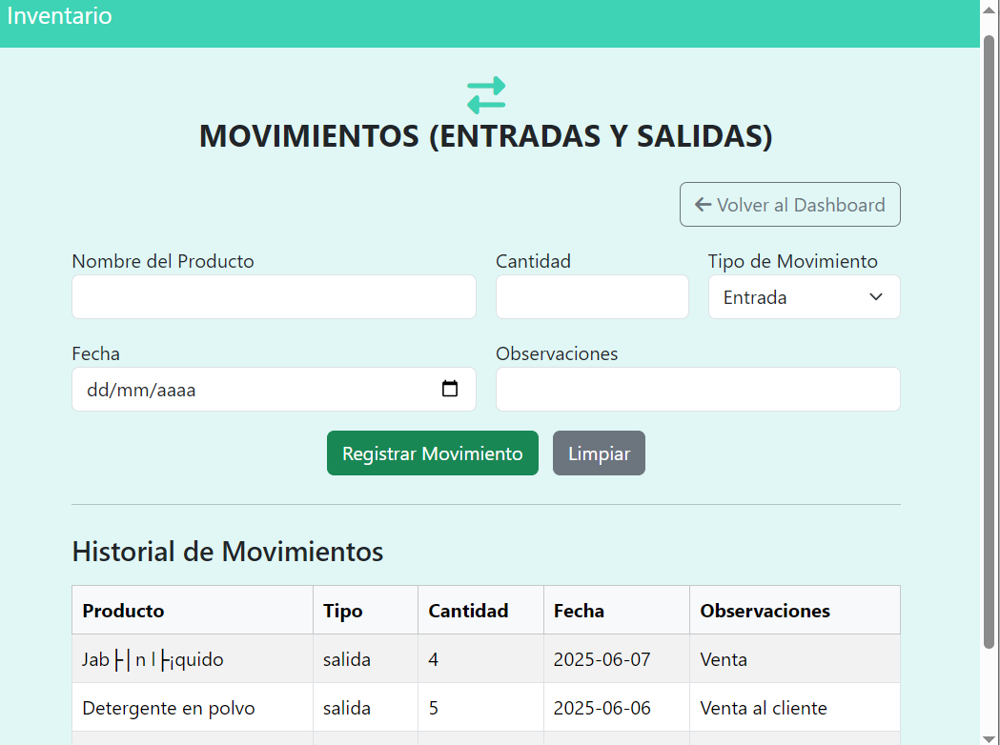 Inventario
MOVIMIENTOS (ENTRADAS Y SALIDAS)
Volver al Dashboard
Nombre del Producto Cantidad Tipo de Movimiento
Entrada
Fecha Observaciones
dd/mm/aaaa
Registrar Movimiento Limpiar
Historial de Movimientos
Producto Tipo Cantidad Fecha Observaciones
Jab├│n l├¡quido salida 4 2025-06-07 Venta
Detergente en polvo salida 5 2025-06-06 Venta al cliente